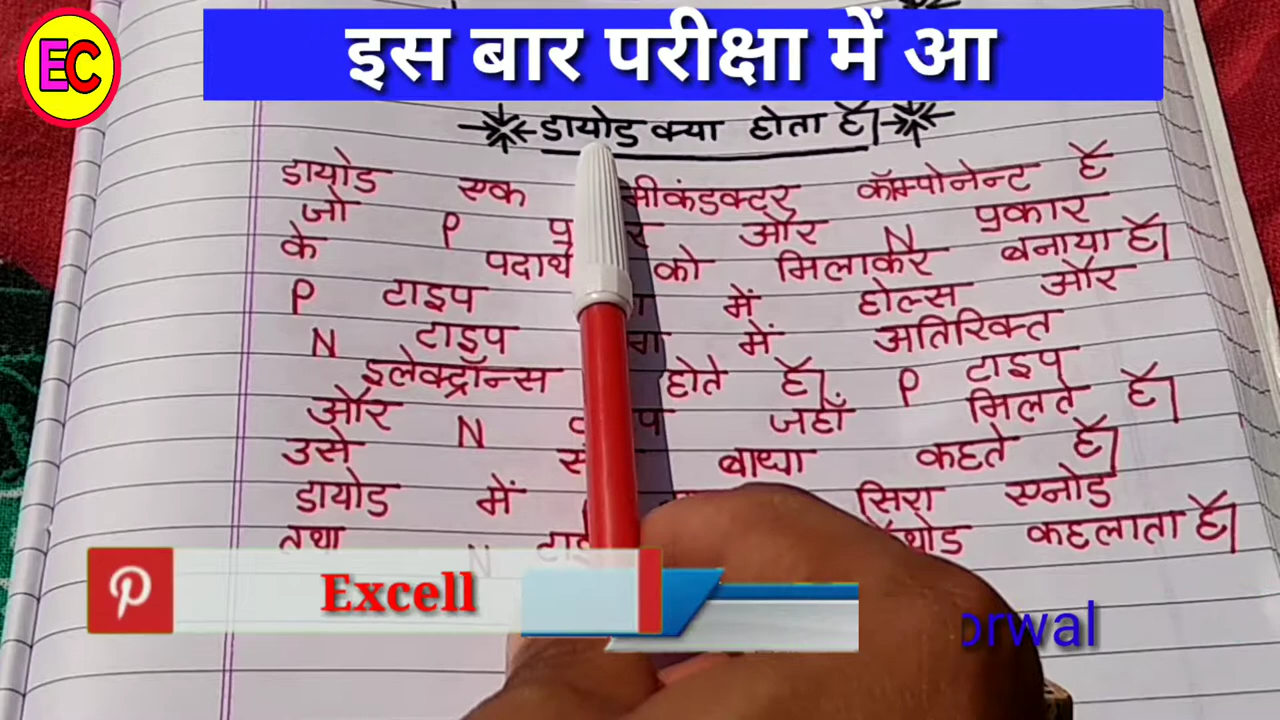 EC
इस बार परीक्षा में आ
डायोड क्या होता है।
डायोड एक मीकंडक्टर कॅाम्पोनेन्ट है
जो P और N प्रकार
के पदार्थ को मिलाकर बनाया है।
P टाइप में होल्स और
N टाइप में अतिरिक्त
इलेक्ट्रॉन्स होते है। P टाइप
और N जहाँ मिलते है।
उसे बाधा कहते है।
डायोड में सिरा एनोड
तथा N कहलाता है।
Excell
orwal